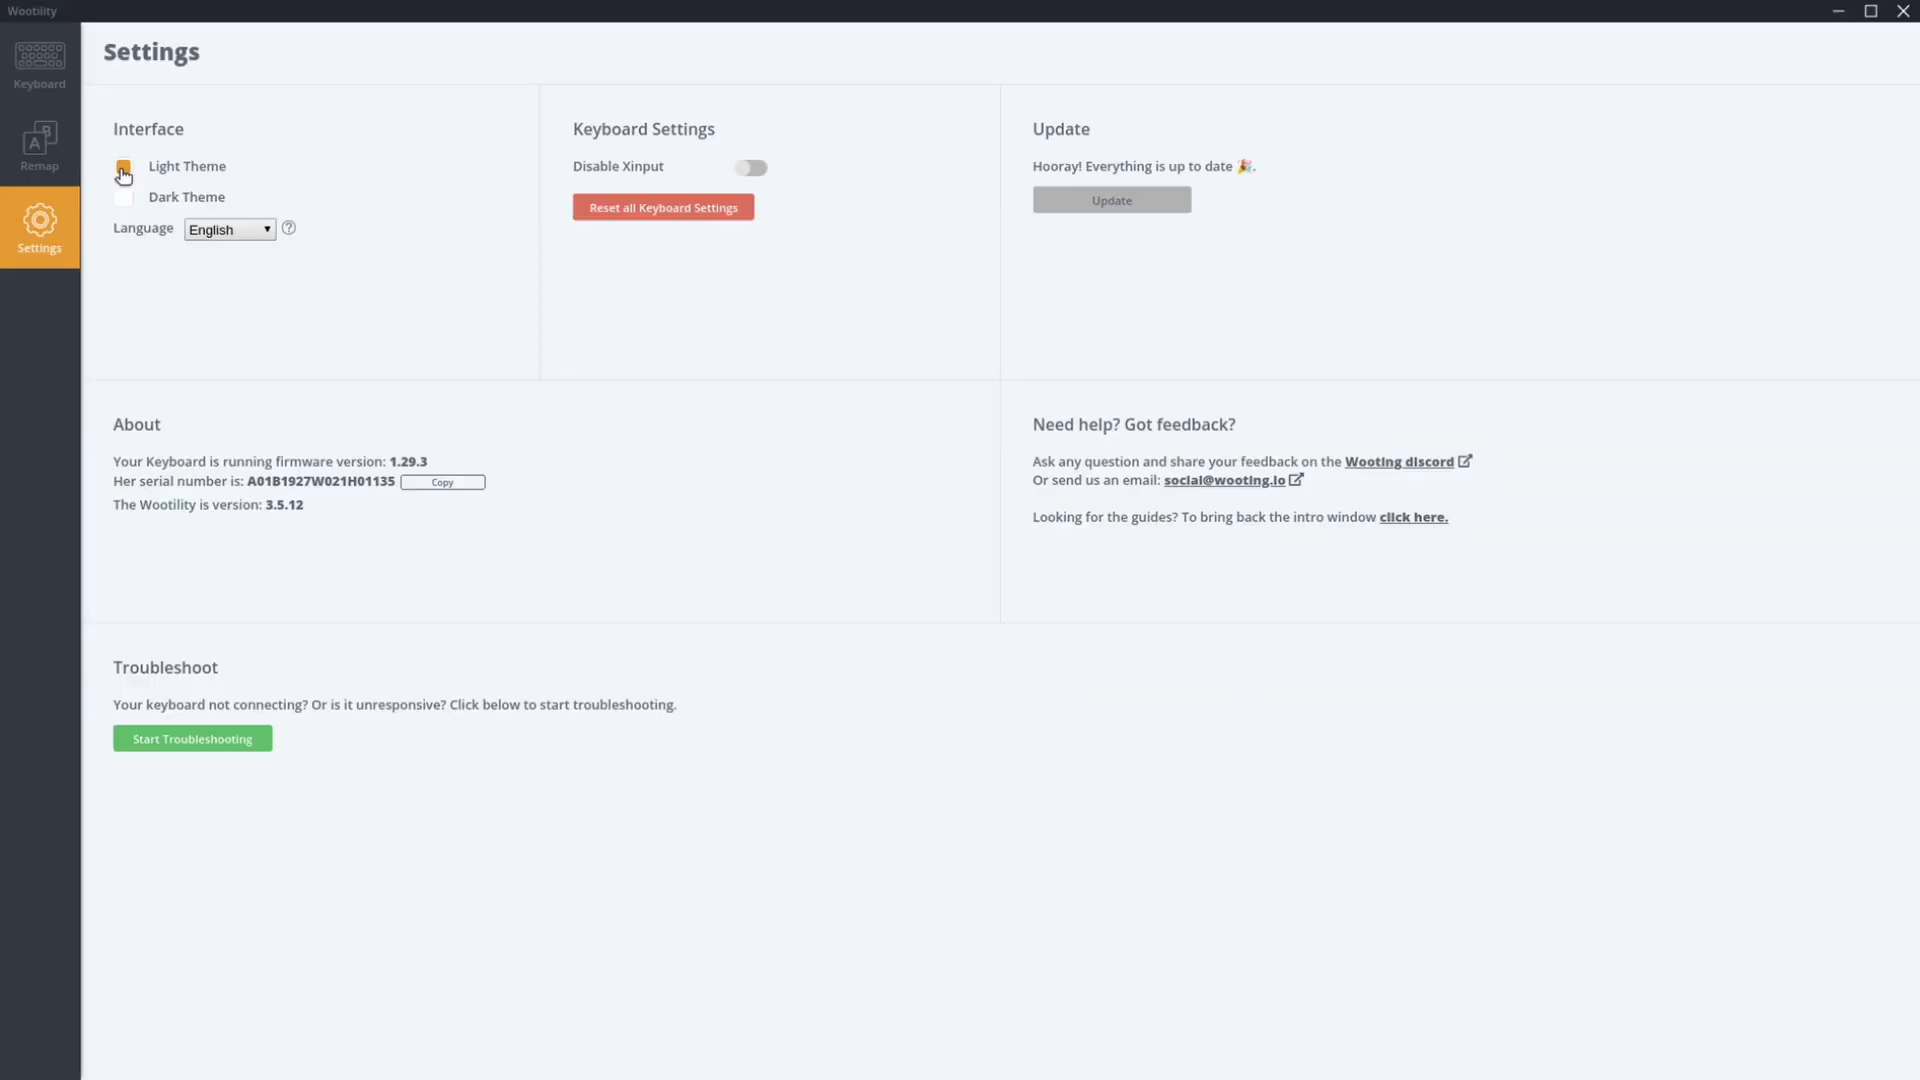 Wootility
Keyboard
A B
Remap
Settings
Settings
Interface
Light Theme
Dark Theme
Language English
Keyboard Settings
Disable Xinput
Reset all Keyboard Settings
Update
Hooray! Everything is up to date 🎉.
Update
About
Your Keyboard is running firmware version: 1.29.3
Her serial number is: A01B1927W021H01135 Copy
The Wootility is version: 3.5.12
Need help? Got feedback?
Ask any question and share your feedback on the Wooting discord
Or send us an email: social@wooting.io
Looking for the guides? To bring back the intro window click here.
Troubleshoot
Your keyboard not connecting? Or is it unresponsive? Click below to start troubleshooting.
Start Troubleshooting